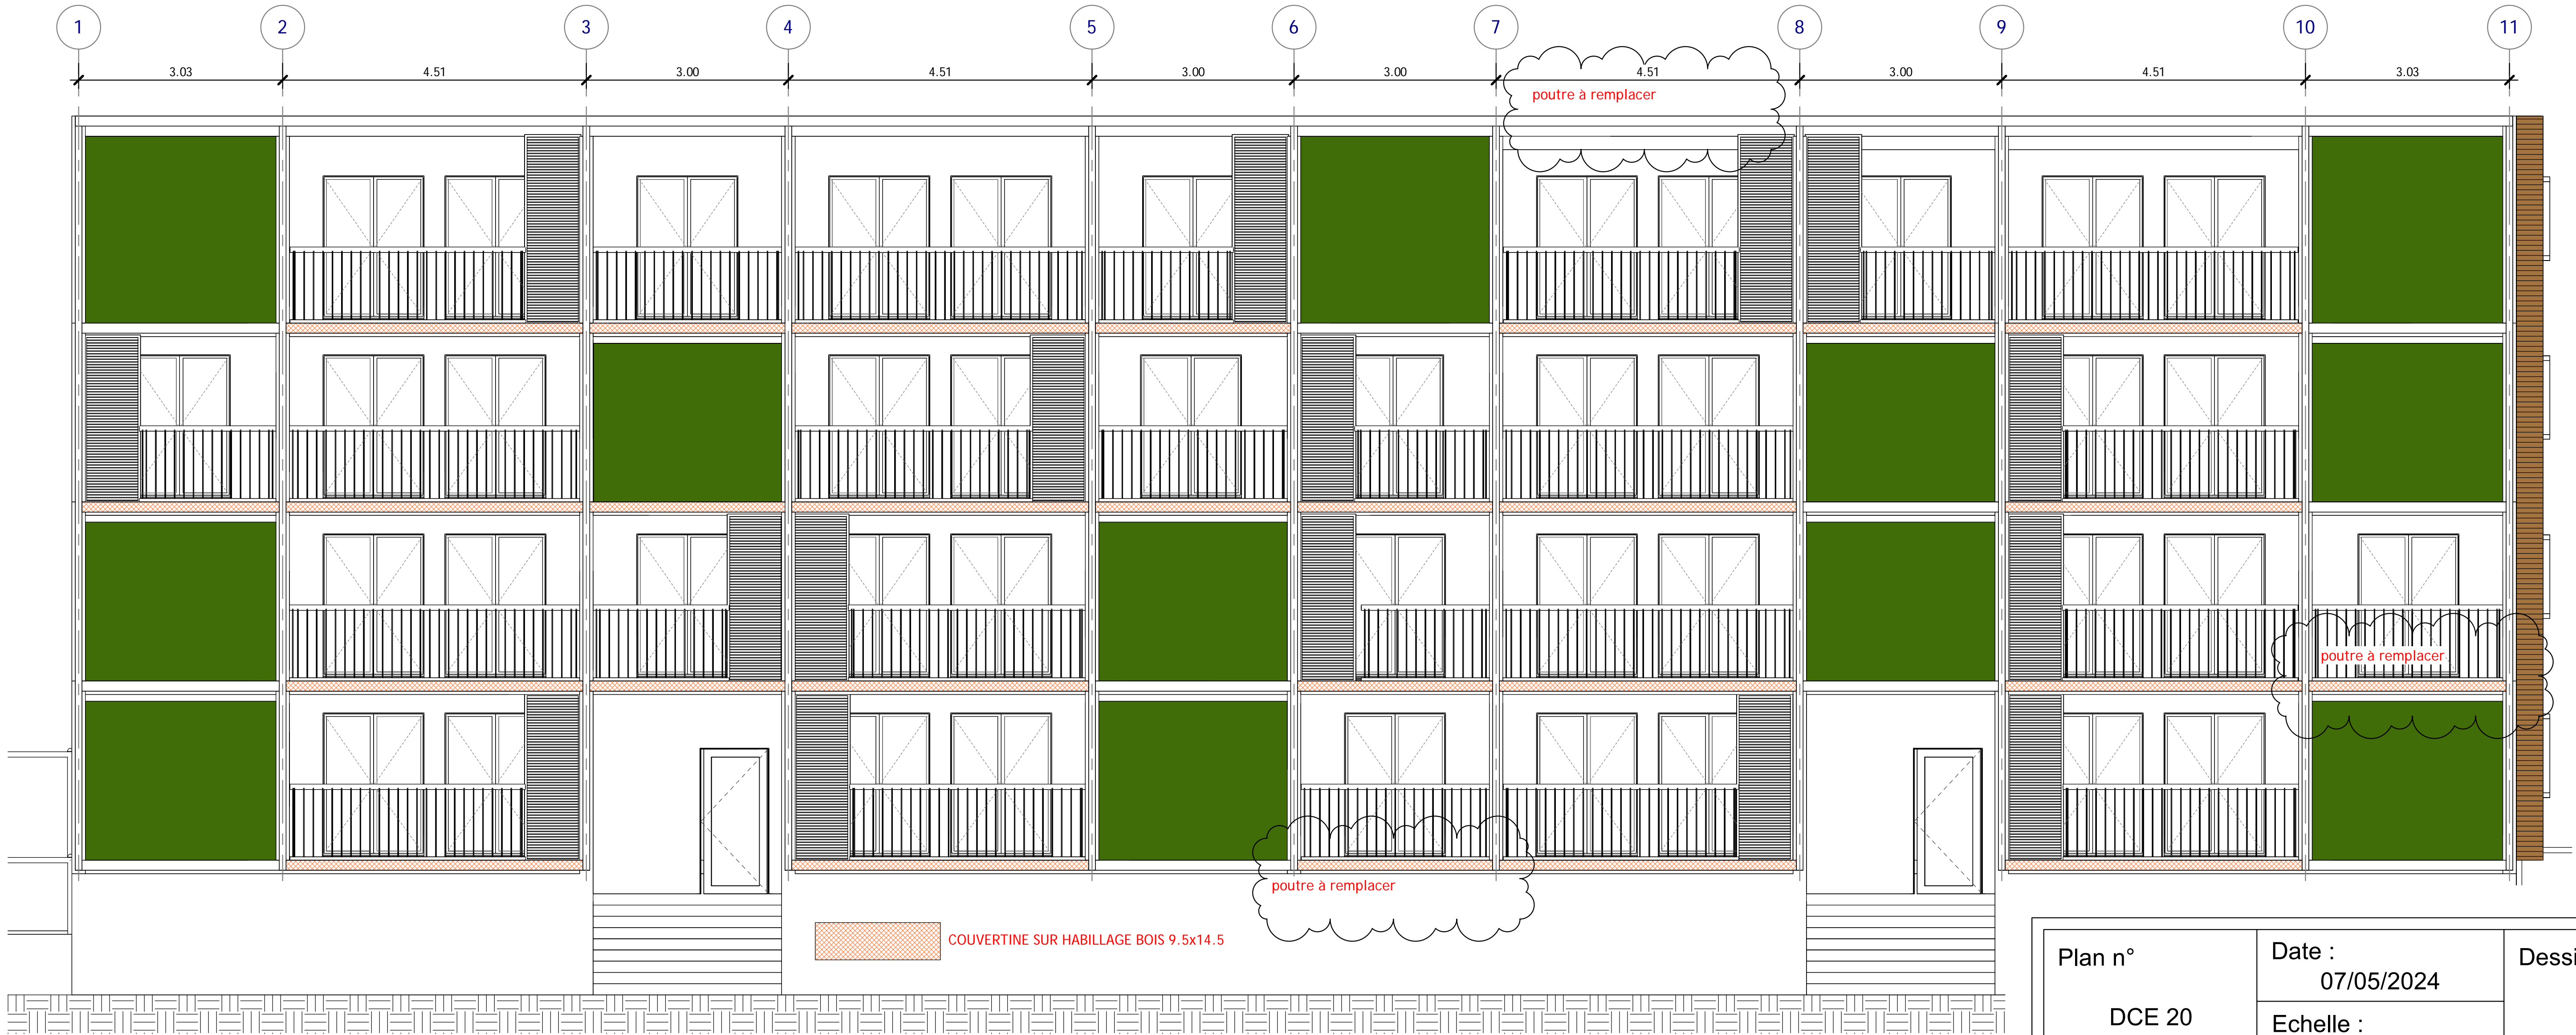 1 2 3 4 5 6 7 8 9 10 11
3.03 4.51 3.00 4.51 3.00 3.00 4.51 3.00 4.51 3.03
poutre à remplacer
poutre à remplacer
poutre à remplacer
COUVERTINE SUR HABILLAGE BOIS 9.5x14.5
Plan n°
DCE 20
Date :
07/05/2024
Echelle :
Dessi